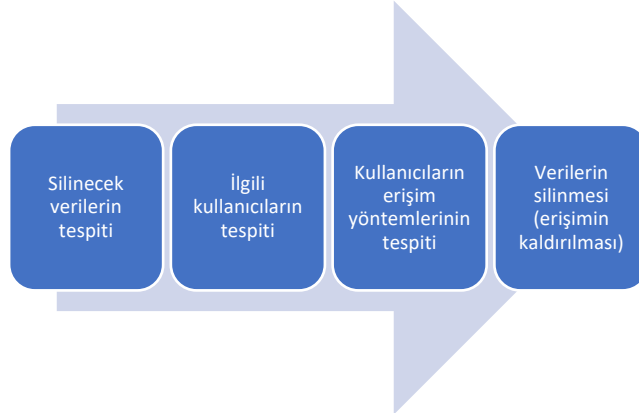 Silinecek
verilerin
tespiti
İlgili
kullanıcıların
tespiti
Kullanıcıların
erişim
yöntemlerinin
tespiti
Verilerin
silinmesi
(erişimin
kaldırılması)